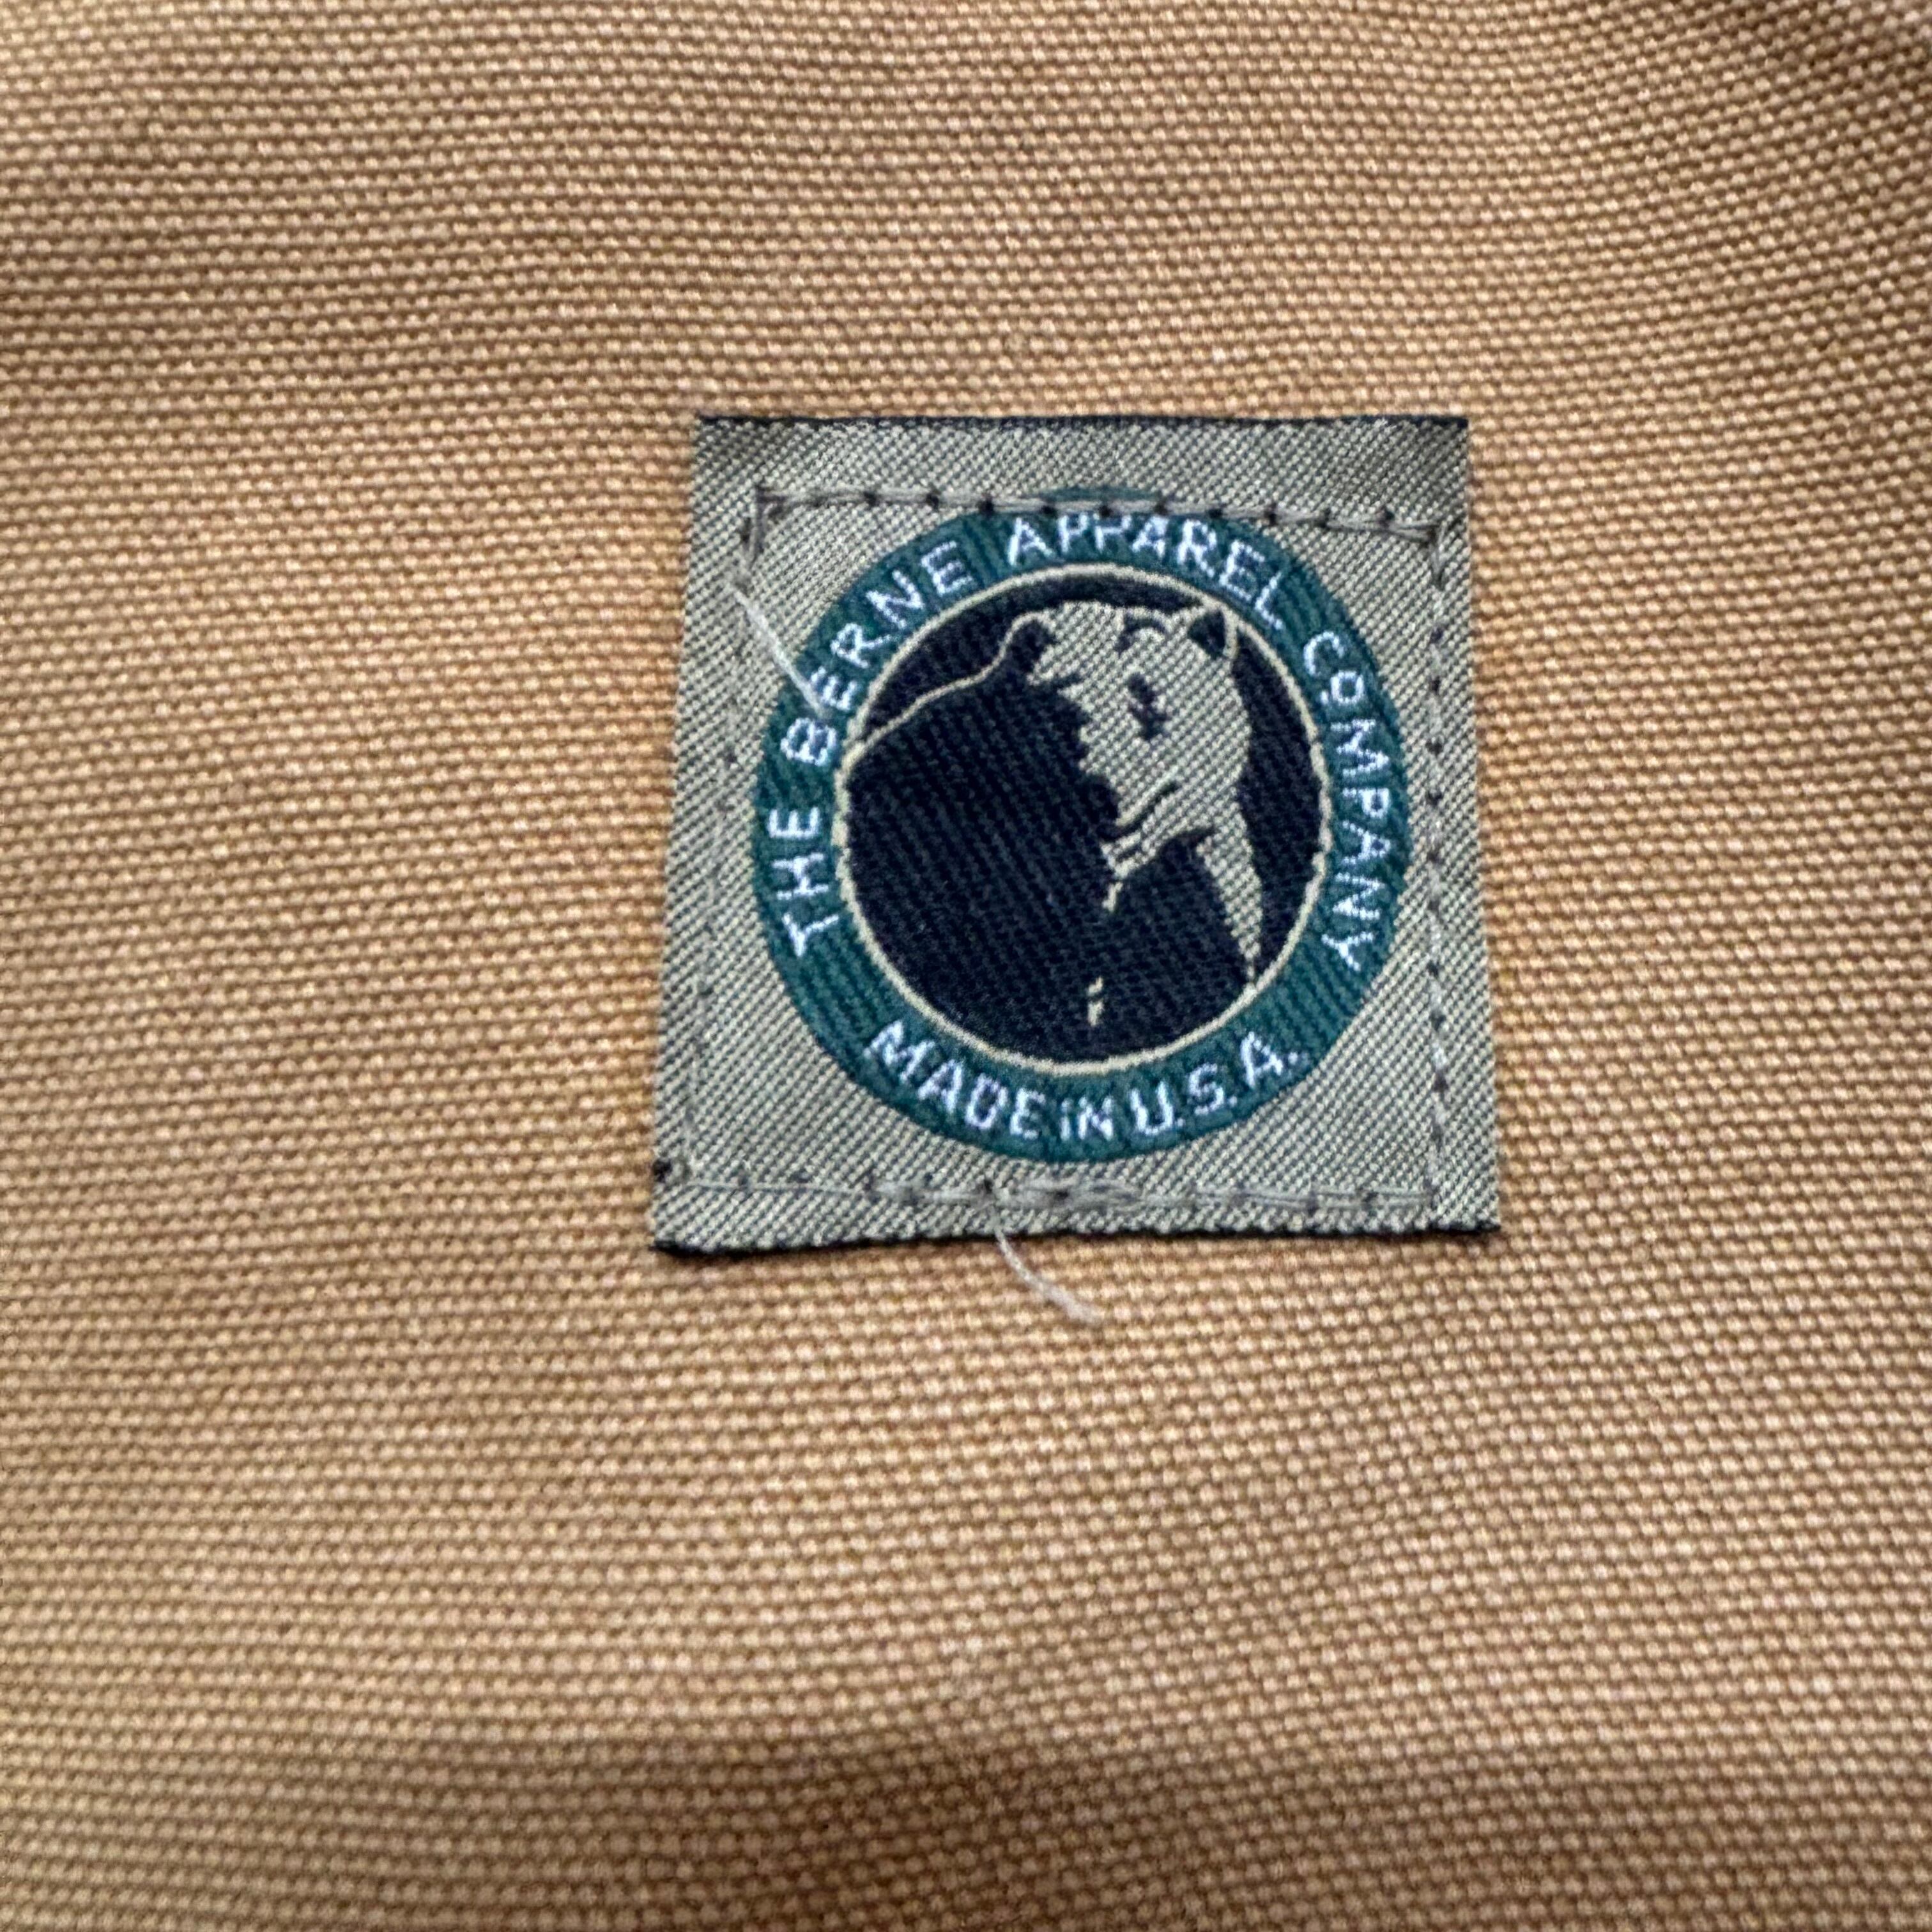 THE BERNE APPAREL COMPANY
MADE iN U.S.A.